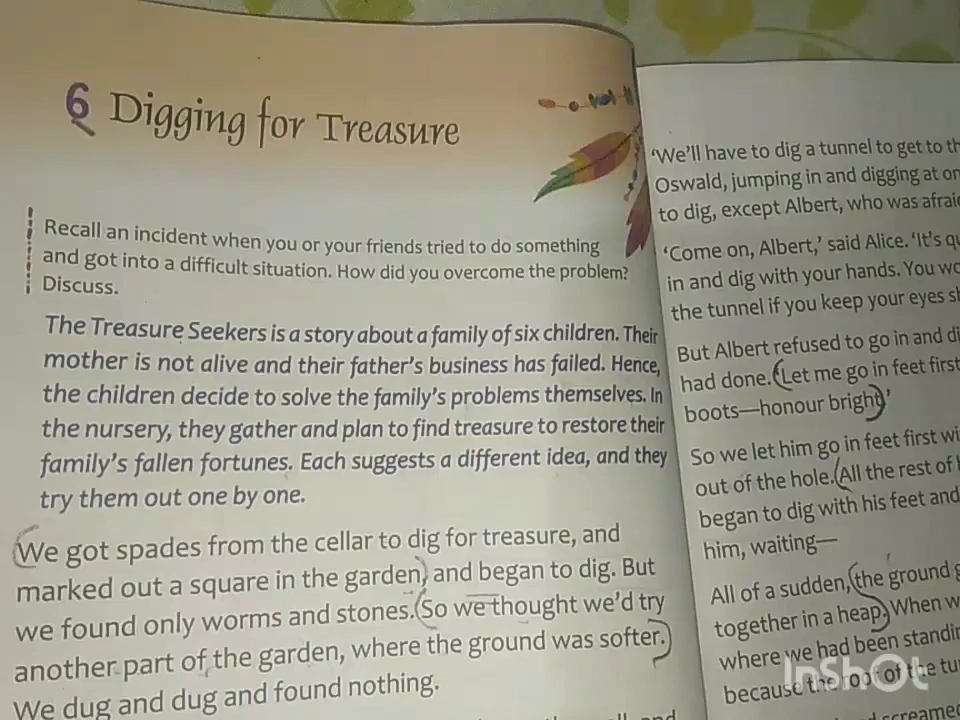 6 Digging for Treasure
Recall an incident when you or your friends tried to do something
and got into a difficult situation. How did you overcome the problem?
Discuss.
The Treasure Seekers is a story about a family of six children. Their
mother is not alive and their father's business has failed. Hence,
the children decide to solve the family's problems themselves. In
the nursery, they gather and plan to find treasure to restore their
family's fallen fortunes. Each suggests a different idea, and they
try them out one by one.
We got spades from the cellar to dig for treasure, and
marked out a square in the garden, and began to dig. But
we found only worms and stones. So we thought we'd try
another part of the garden, where the ground was softer.
We dug and dug and found nothing.
'We'll have to dig a tunnel to get to
Oswald, jumping in and digging at
to dig, except Albert, who was
'Come on, Albert,' said Alice. 'It's
in and dig with your hands. You
the tunnel if you keep your eyes
But Albert refused to go in and
had done. 'Let me go in feet first
boots—honour bright.'
So we let him go in feet first
out of the hole. All the rest of
began to dig with his feet and
him, waiting—
All of a sudden, the ground
together in a heap. When
where we had been
because the roof of the
screamed
InShOt